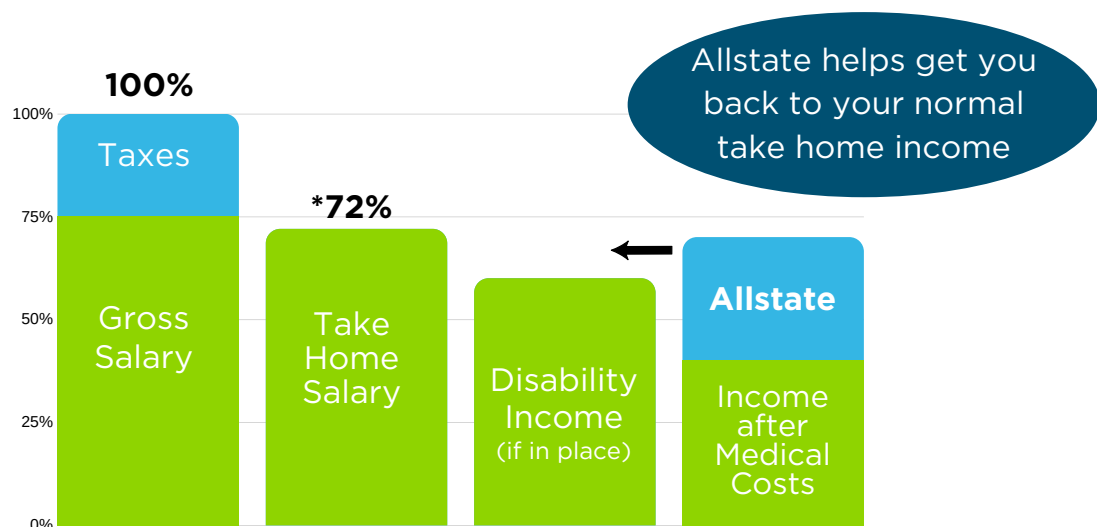 Allstate helps get you
back to your normal
take home income
100%
*72%
100%
75%
50%
25%
0%
Taxes
Gross
Salary
Take
Home
Salary
Disability
Income
(if in place)
Allstate
Income
after
Medical
Costs